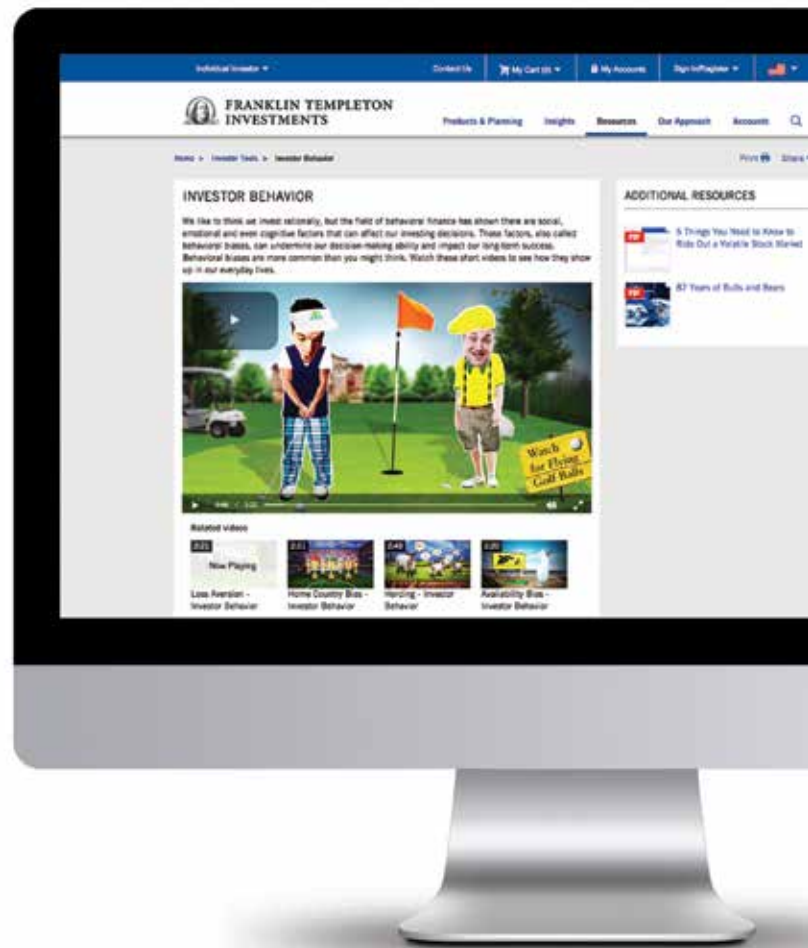 Individual Investor
Contact Us
My Cart (0)
My Accounts
Sign In/Register
FRANKLIN TEMPLETON
INVESTMENTS
Products & Planning
Insights
Resources
Our Approach
Accounts
Home > Investor Tools > Investor Behavior
Print
Share
INVESTOR BEHAVIOR
We like to think we invest rationally, but the field of behavioral finance has shown there are social,
emotional and even cognitive factors that can affect our investing decisions. These factors, also called
behavioral biases, can undermine our decision-making ability and impact our long-term success.
Behavioral biases are more common than you might think. Watch these short videos to see how they show
up in our everyday lives.
Watch
for Flying
Golf Balls
Related videos
Now Playing
Loss Aversion -
Investor Behavior
2:51
Home Country Bias -
Investor Behavior
2:49
Herding - Investor
Behavior
Availability Bias -
Investor Behavior
ADDITIONAL RESOURCES
PDF
5 Things You Need to Know to
Ride Out a Volatile Stock Market
PDF
87 Years of Bulls and Bears